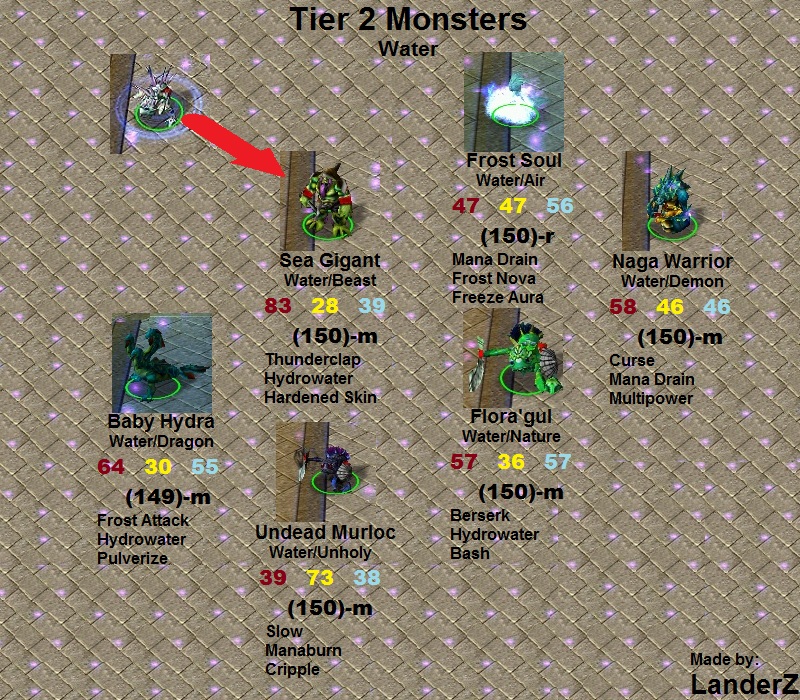 Tier 2 Monsters
Water
Frost Soul
Water/Air
47 47 56
(150)-r
Mana Drain
Frost Nova
Freeze Aura
Sea Gigant
Water/Beast
83 28 39
(150)-m
Thunderclap
Hydrowater
Hardened Skin
Naga Warrior
Water/Demon
58 46 46
(150)-m
Curse
Mana Drain
Multipower
Baby Hydra
Water/Dragon
64 30 55
(149)-m
Frost Attack
Hydrowater
Pulverize
Flora'gul
Water/Nature
57 36 57
(150)-m
Berserk
Hydrowater
Bash
Undead Murloc
Water/Unholy
39 73 38
(150)-m
Slow
Manaburn
Cripple
Made by:
LanderZ